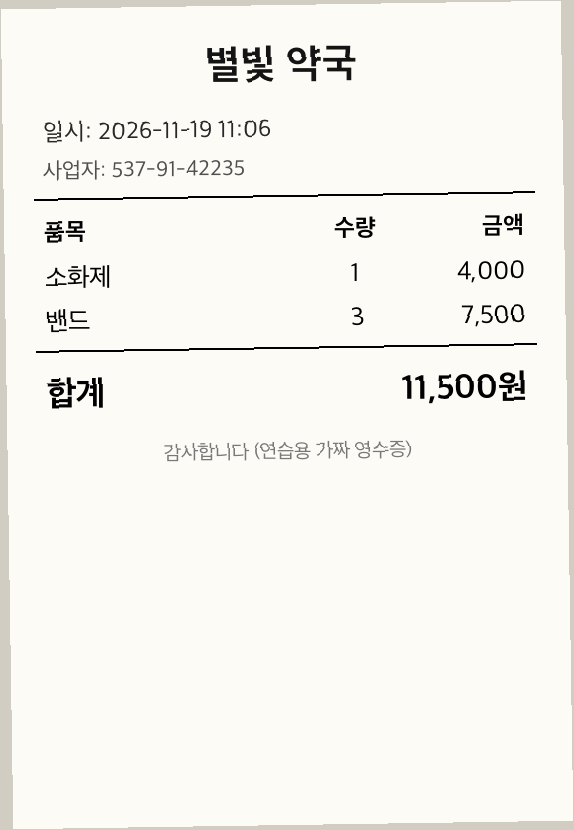 별빛 약국
일시: 2026-11-19 11:06
사업자: 537-91-42235
품목 수량 금액
소화제 1 4,000
밴드 3 7,500
합계 11,500원
감사합니다 (연습용 가짜 영수증)